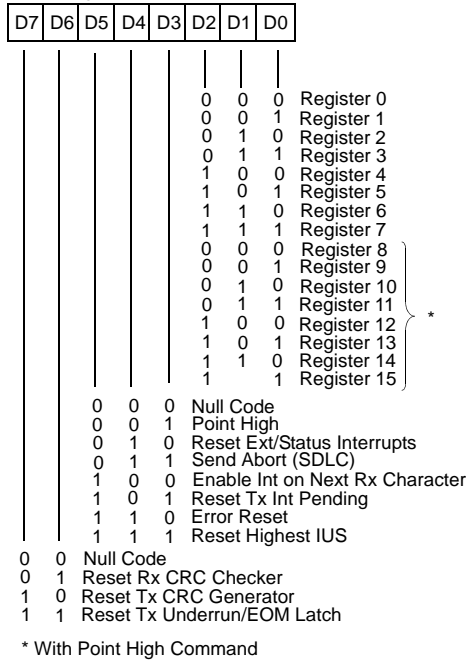 D7 D6 D5 D4 D3 D2 D1 D0
0 0 0 Register 0
0 0 1 Register 1
0 1 0 Register 2
0 1 1 Register 3
1 0 0 Register 4
1 0 1 Register 5
1 1 0 Register 6
1 1 1 Register 7
0 0 0 Register 8
0 0 1 Register 9
0 1 0 Register 10
0 1 1 Register 11
1 0 0 Register 12
*
1 0 1 Register 13
1 1 0 Register 14
1 1 Register 15
0 0 0 Null Code
0 0 1 Point High
0 1 0 Reset Ext/Status Interrupts
0 1 1 Send Abort (SDLC)
1 0 0 Enable Int on Next Rx Character
1 0 1 Reset Tx Int Pending
1 1 0 Error Reset
1 1 1 Reset Highest IUS
0 0 Null Code
0 1 Reset Rx CRC Checker
1 0 Reset Tx CRC Generator
1 1 Reset Tx Underrun/EOM Latch
* With Point High Command